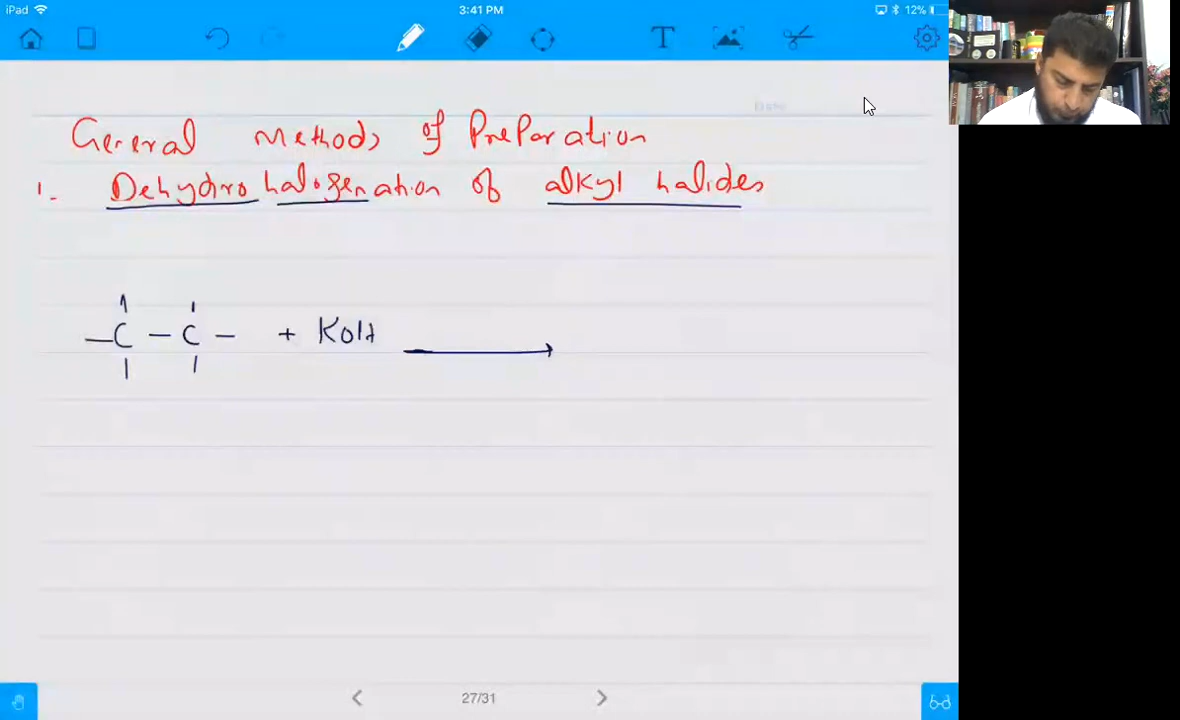 iPad 3:41 PM 12%
T
General Methods of Preparation
1. Dehydrohalogenation of alkyl halides
— C — C — + KOH →
27/31